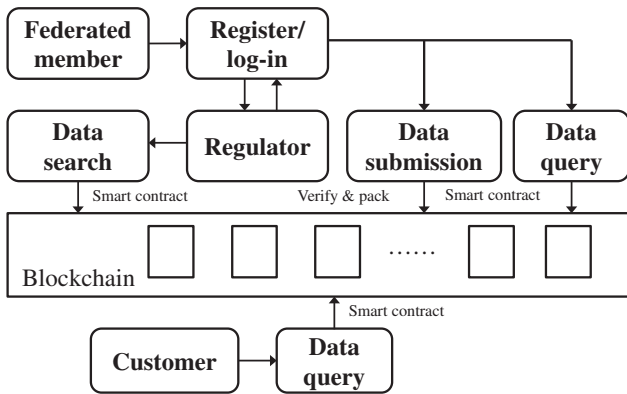 Federated
member
Register/
log-in
Data
search
Regulator
Data
submission
Data
query
Smart contract
Verify & pack
Smart contract
......
Blockchain
Smart contract
Customer
Data
query